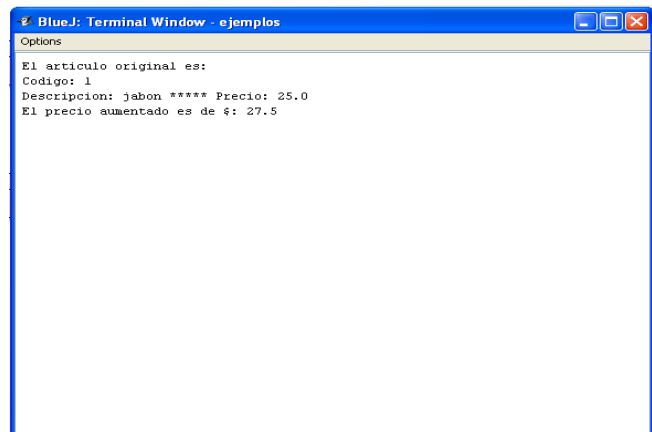 BlueJ: Terminal Window - ejemplos
Options
El articulo original es:
Codigo: 1
Descripcion: jabon ***** Precio: 25.0
El precio aumentado es de $: 27.5